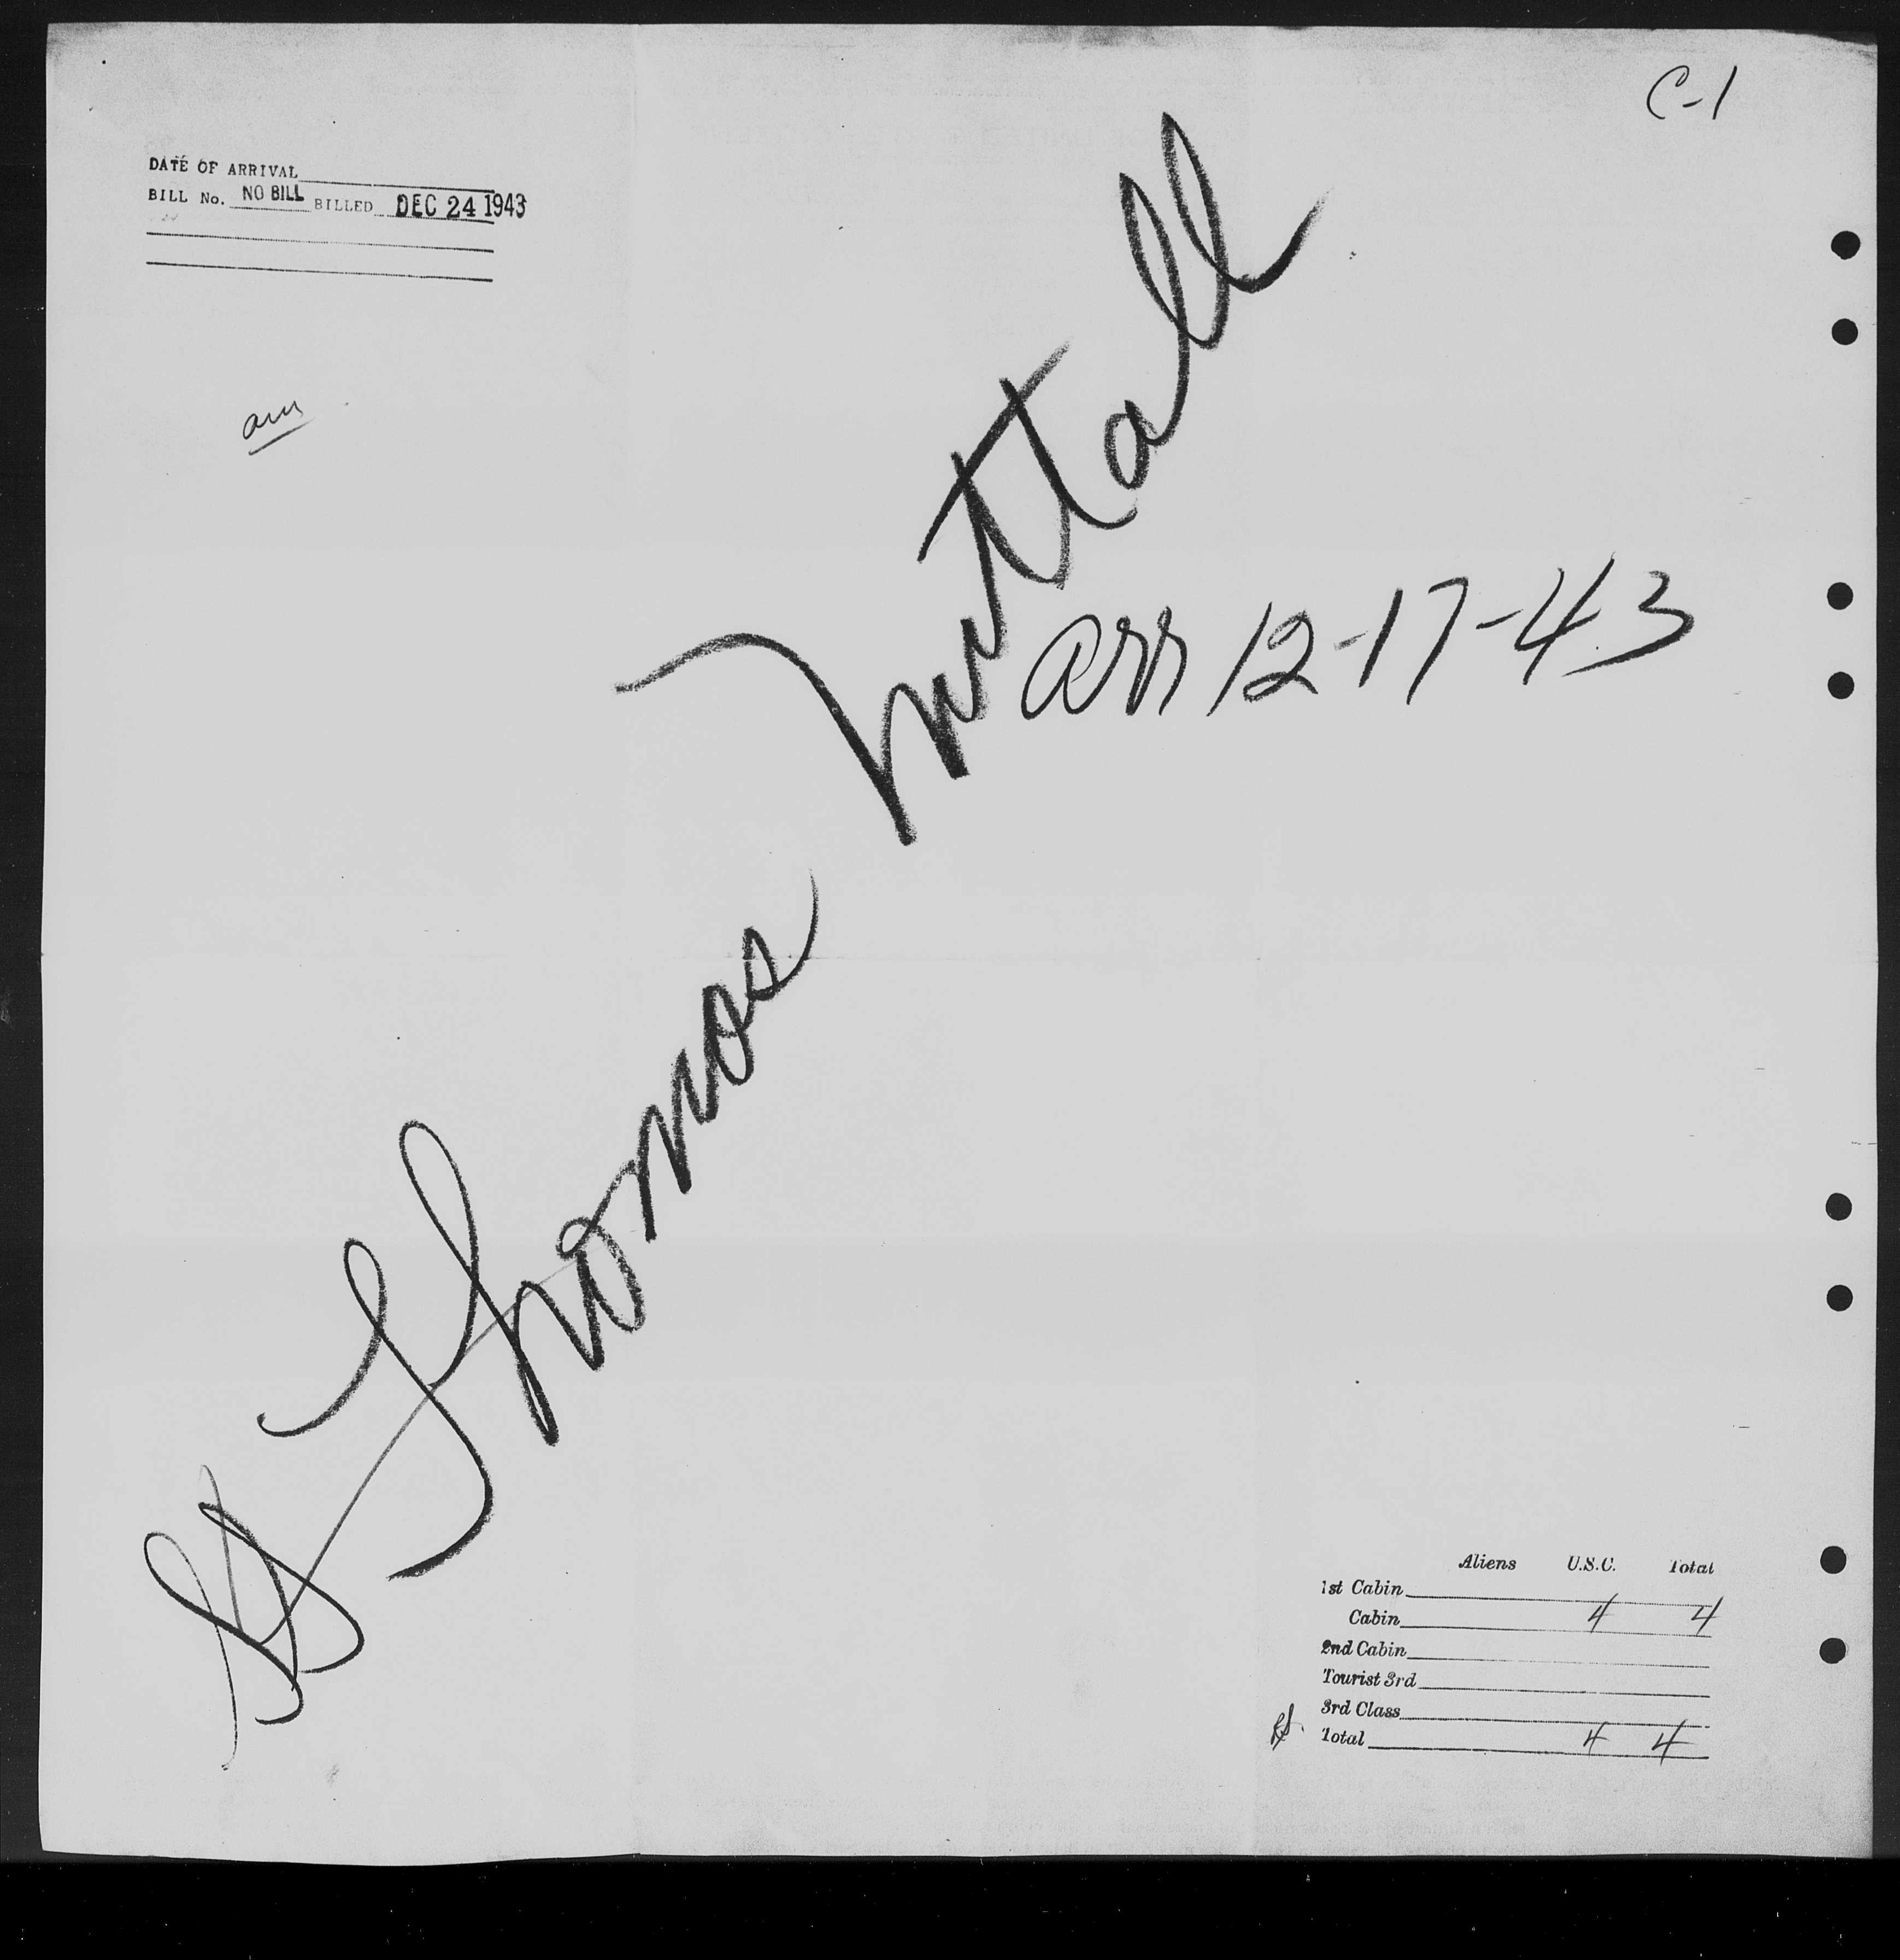 C-1
DATE OF ARRIVAL
BILL No. NO BILL BILLED DEC 24 1943
SS Thomas Nuttall
arr 12-17-43
Aliens U.S.C. Total
1st Cabin
Cabin 4 4
2nd Cabin
Tourist 3rd
3rd Class
Total 4 4